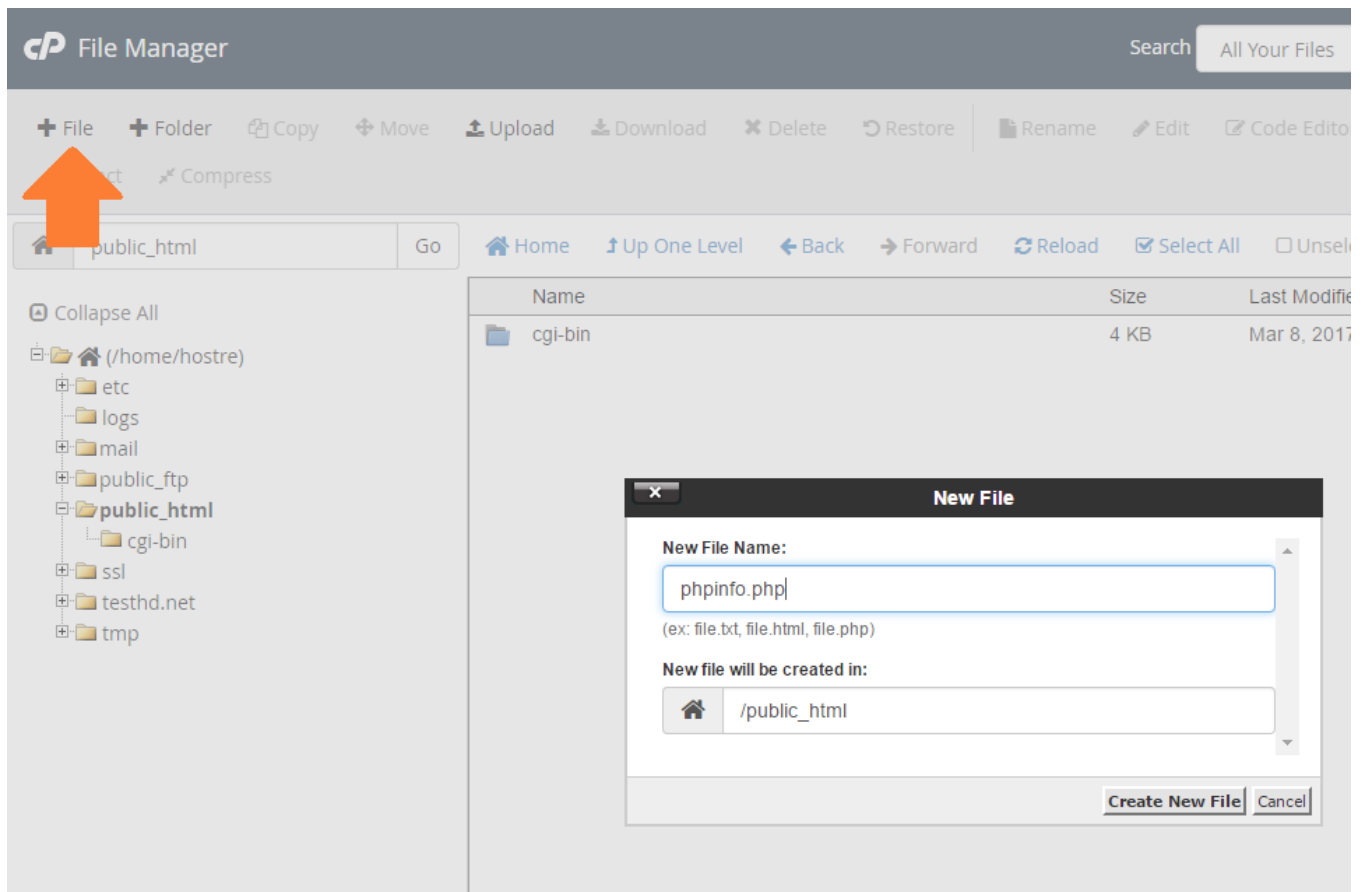 cP File Manager Search All Your Files
File Folder Copy Move Upload Download Delete Restore Rename Edit Code Edito
ct Compress
public_html Go Home Up One Level Back Forward Reload Select All Unsele
Name Size Last Modifie
Collapse All
cgi-bin 4 KB Mar 8, 2017
(/home/hostre)
etc
logs
mail
public_ftp
public_html
cgi-bin
ssl
testhd.net
tmp
New File
New File Name:
phpinfo.php
(ex: file.txt, file.html, file.php)
New file will be created in:
/public_html
Create New File Cancel